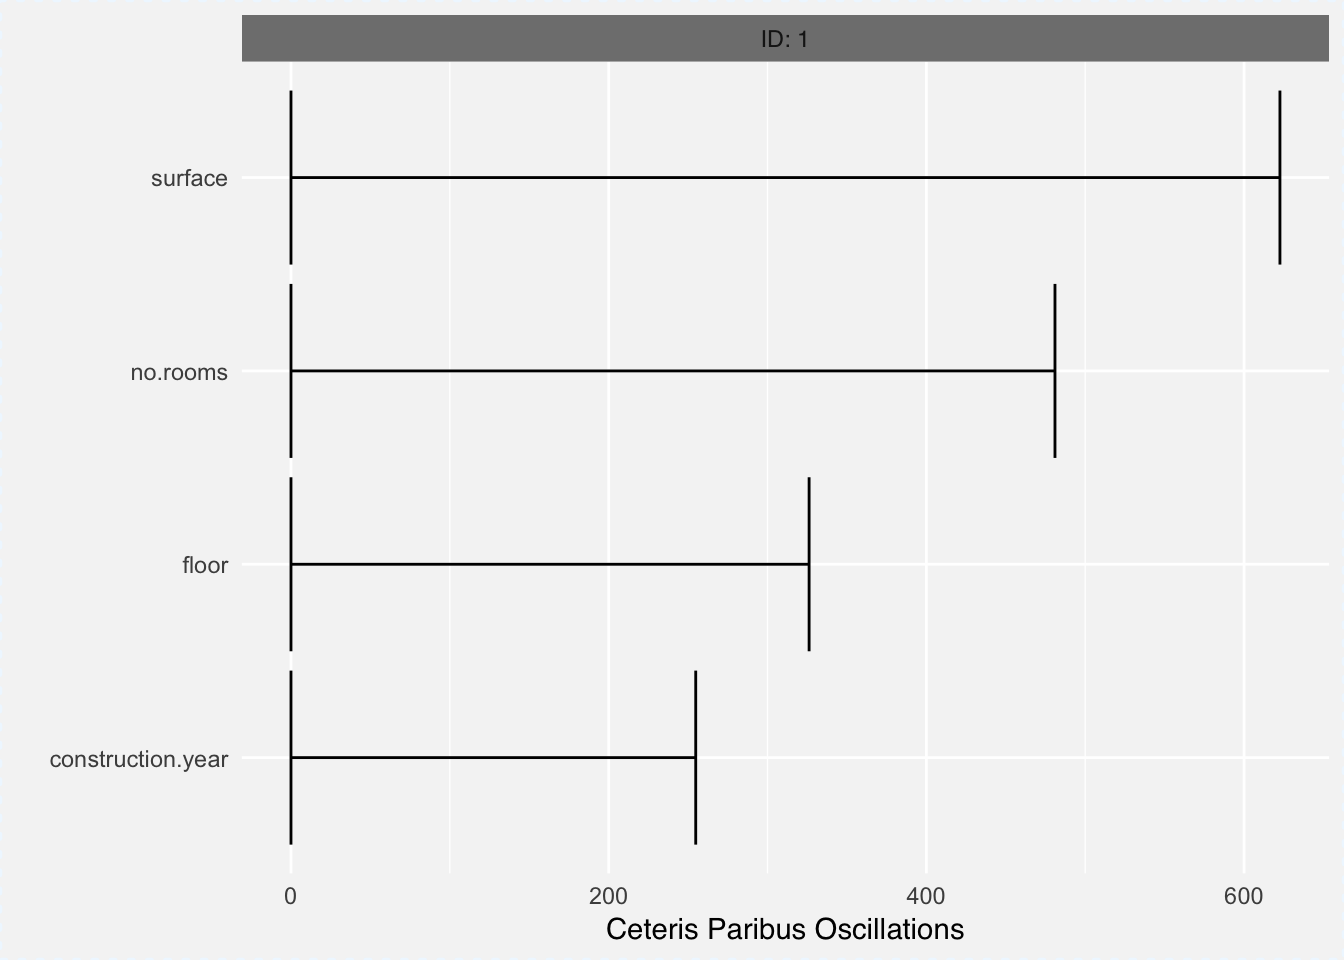 ID: 1
surface
no.rooms
floor
construction.year
0 200 400 600
Ceteris Paribus Oscillations